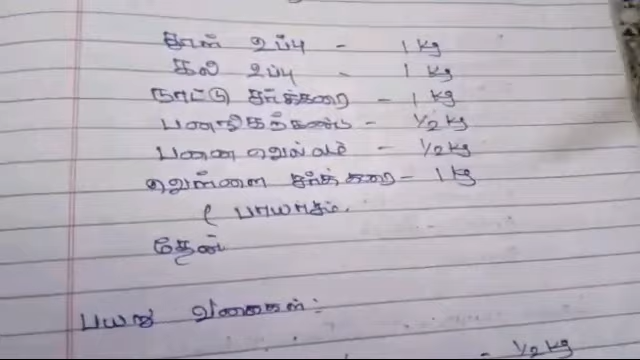 தூள் உப்பு - 1 kg
கல் உப்பு - 1 kg
நாட்டு சர்க்கரை - 1 kg
பனங்கற்கண்டு - ½ kg
பனை வெல்லம் - ½ kg
வெள்ளை சர்க்கரை - 1 kg
( பாயாசம்.
தேன்
பயறு வகைகள் :
- ½ kg